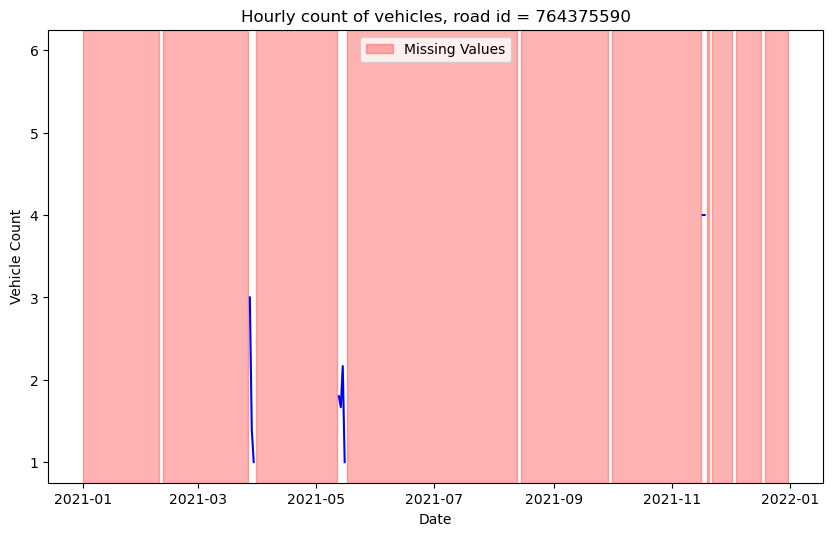 Hourly count of vehicles, road id = 764375590
Missing Values
6
5
4
3
2
1
Vehicle Count
2021-01 2021-03 2021-05 2021-07 2021-09 2021-11 2022-01
Date